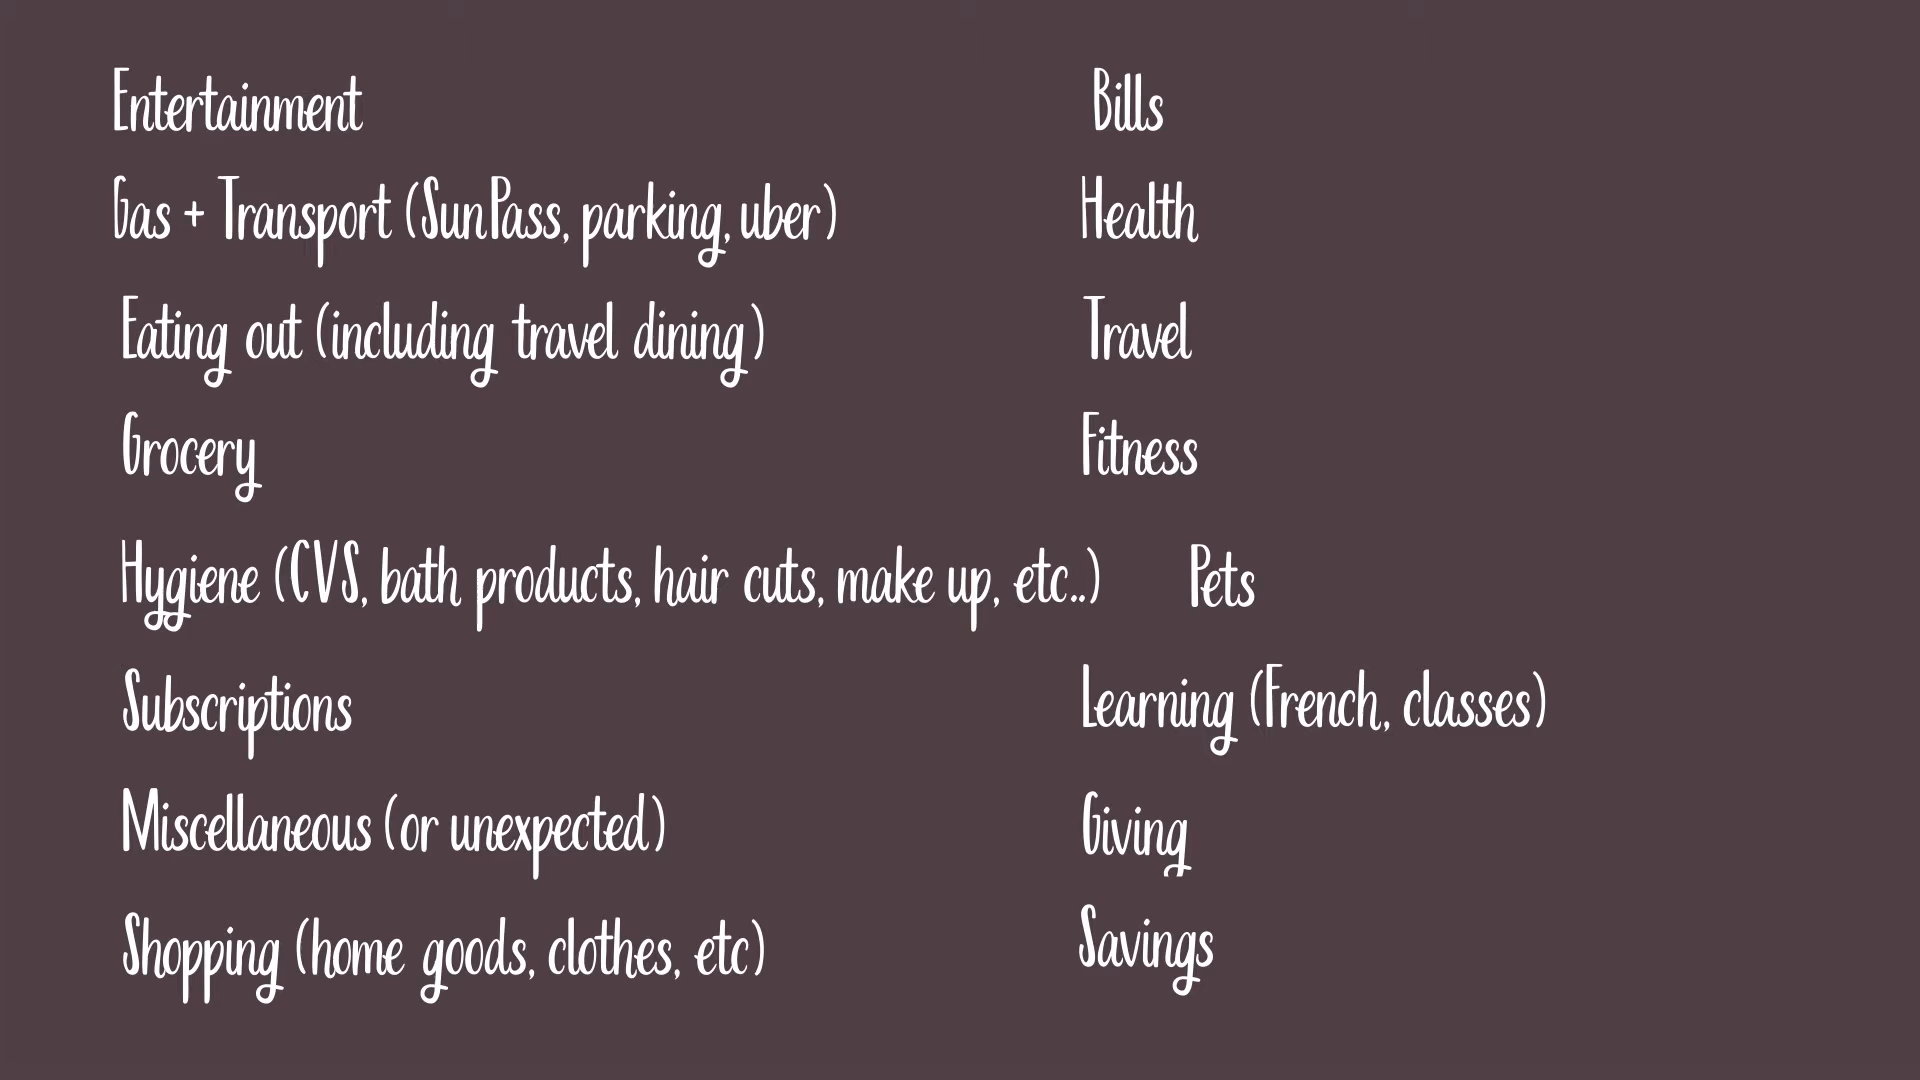 Entertainment
Gas + Transport (SunPass, parking, uber)
Eating out (including travel dining)
Grocery
Hygiene (CVS, bath products, hair cuts, make up, etc..)
Subscriptions
Miscellaneous (or unexpected)
Shopping (home goods, clothes, etc)
Bills
Health
Travel
Fitness
Pets
Learning (French, classes)
Giving
Savings